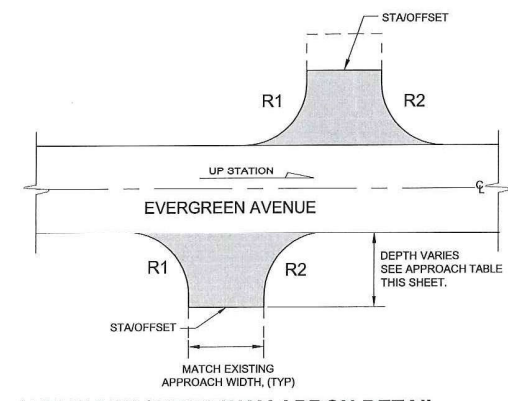 STA/OFFSET
R1
R2
UP STATION
℄
EVERGREEN AVENUE
R1
R2
DEPTH VARIES
SEE APPROACH TABLE
THIS SHEET.
STA/OFFSET
MATCH EXISTING
APPROACH WIDTH, (TYP)